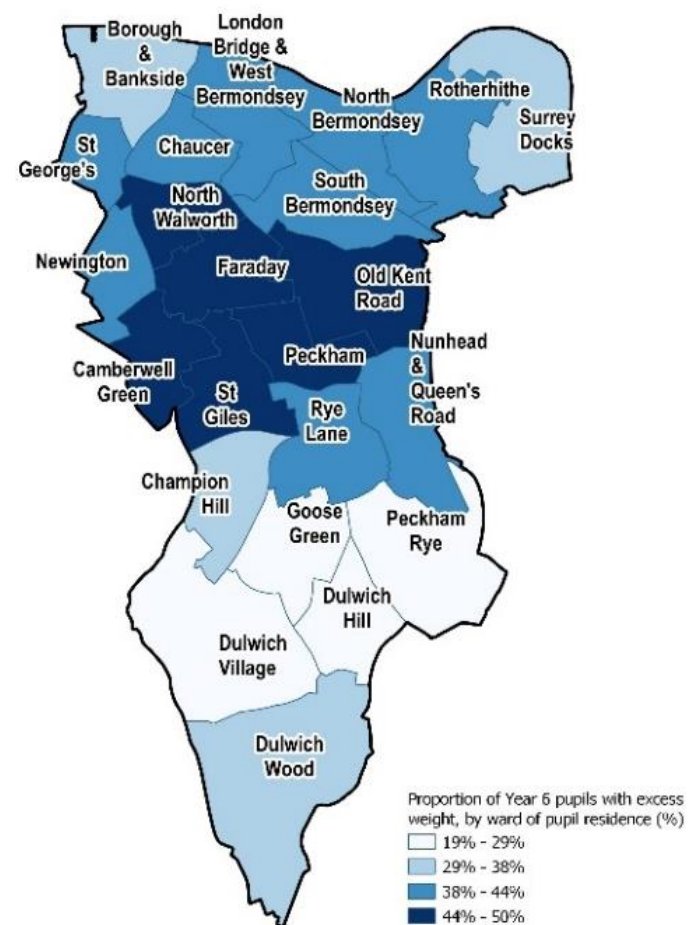 Borough
&
Bankside
London
Bridge &
West
Bermondsey
North
Bermondsey
Rotherhithe
Surrey
Docks
St
George's
Chaucer
South
Bermondsey
North
Walworth
Newington
Faraday
Old Kent
Road
Camberwell
Green
St
Giles
Peckham
Nunhead
&
Queen's
Road
Rye
Lane
Champion
Hill
Goose
Green
Peckham
Rye
Dulwich
Hill
Dulwich
Village
Dulwich
Wood
Proportion of Year 6 pupils with excess
weight, by ward of pupil residence (%)
19% - 29%
29% - 38%
38% - 44%
44% - 50%